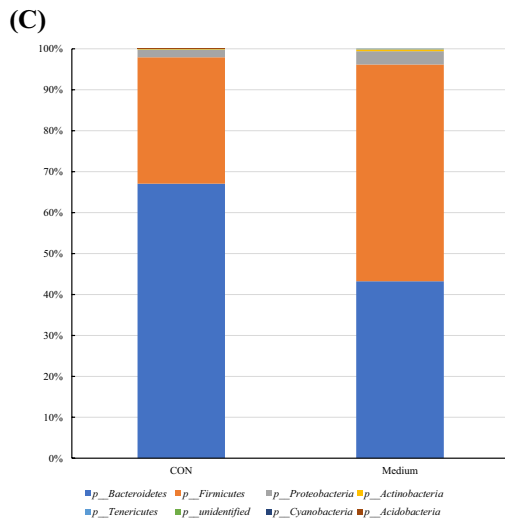 (C)
100%
90%
80%
70%
60%
50%
40%
30%
20%
10%
0%
CON Medium
p__Bacteroidetes p__Firmicutes p__Proteobacteria p__Actinobacteria
p__Tenericutes p__unidentified p__Cyanobacteria p__Acidobacteria